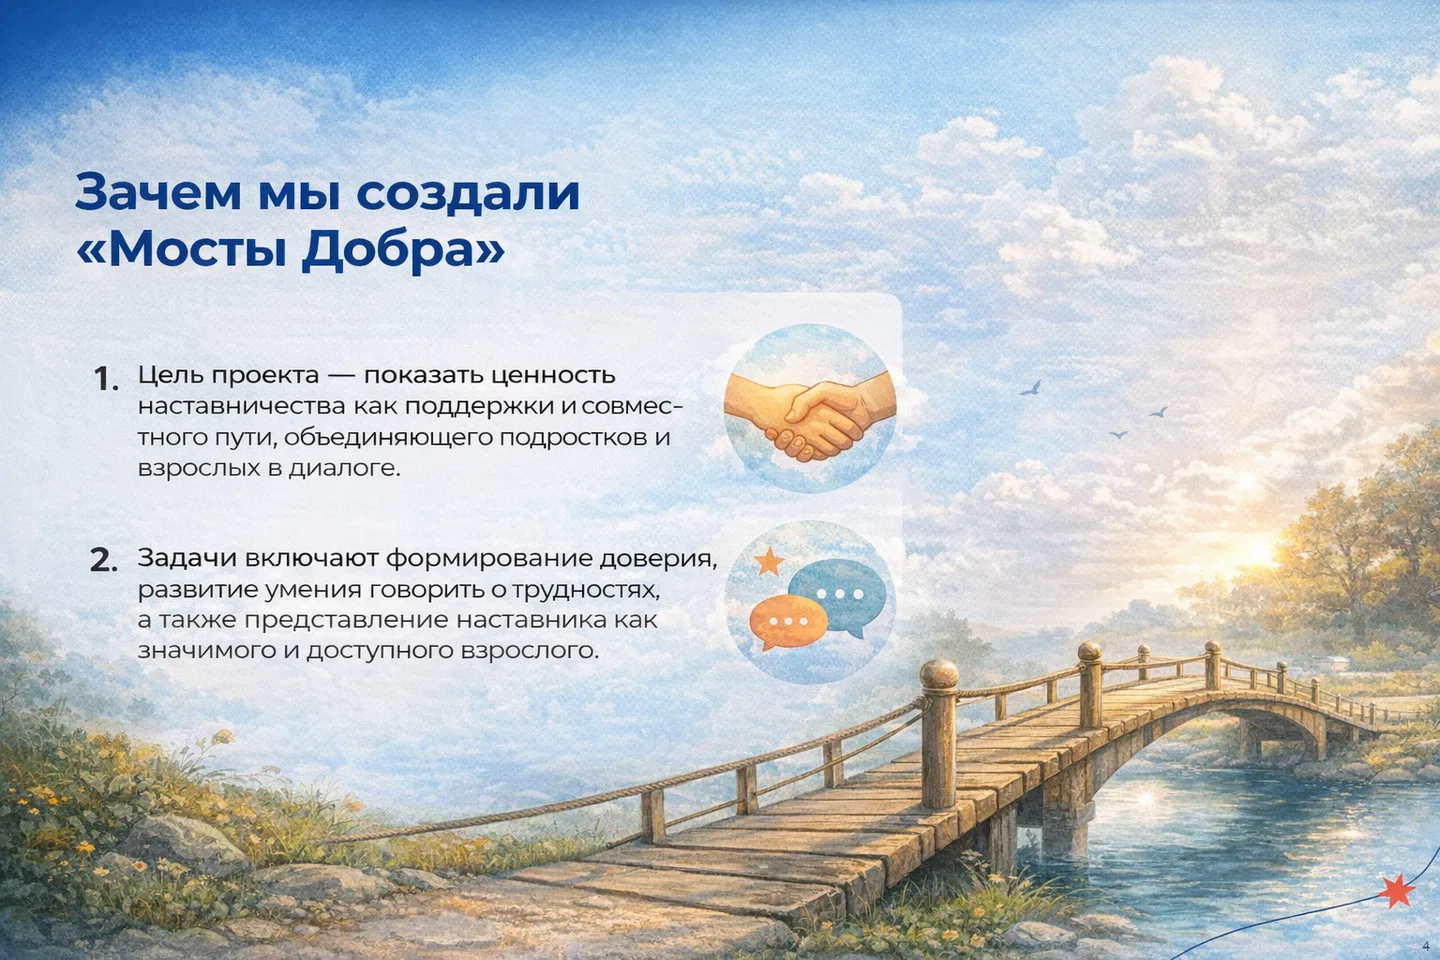 Зачем мы создали
«Мосты Добра»
1. Цель проекта — показать ценность
наставничества как поддержки и совмес-
тного пути, объединяющего подростков и
взрослых в диалоге.
2. Задачи включают формирование доверия,
развитие умения говорить о трудностях,
а также представление наставника как
значимого и доступного взрослого.
4